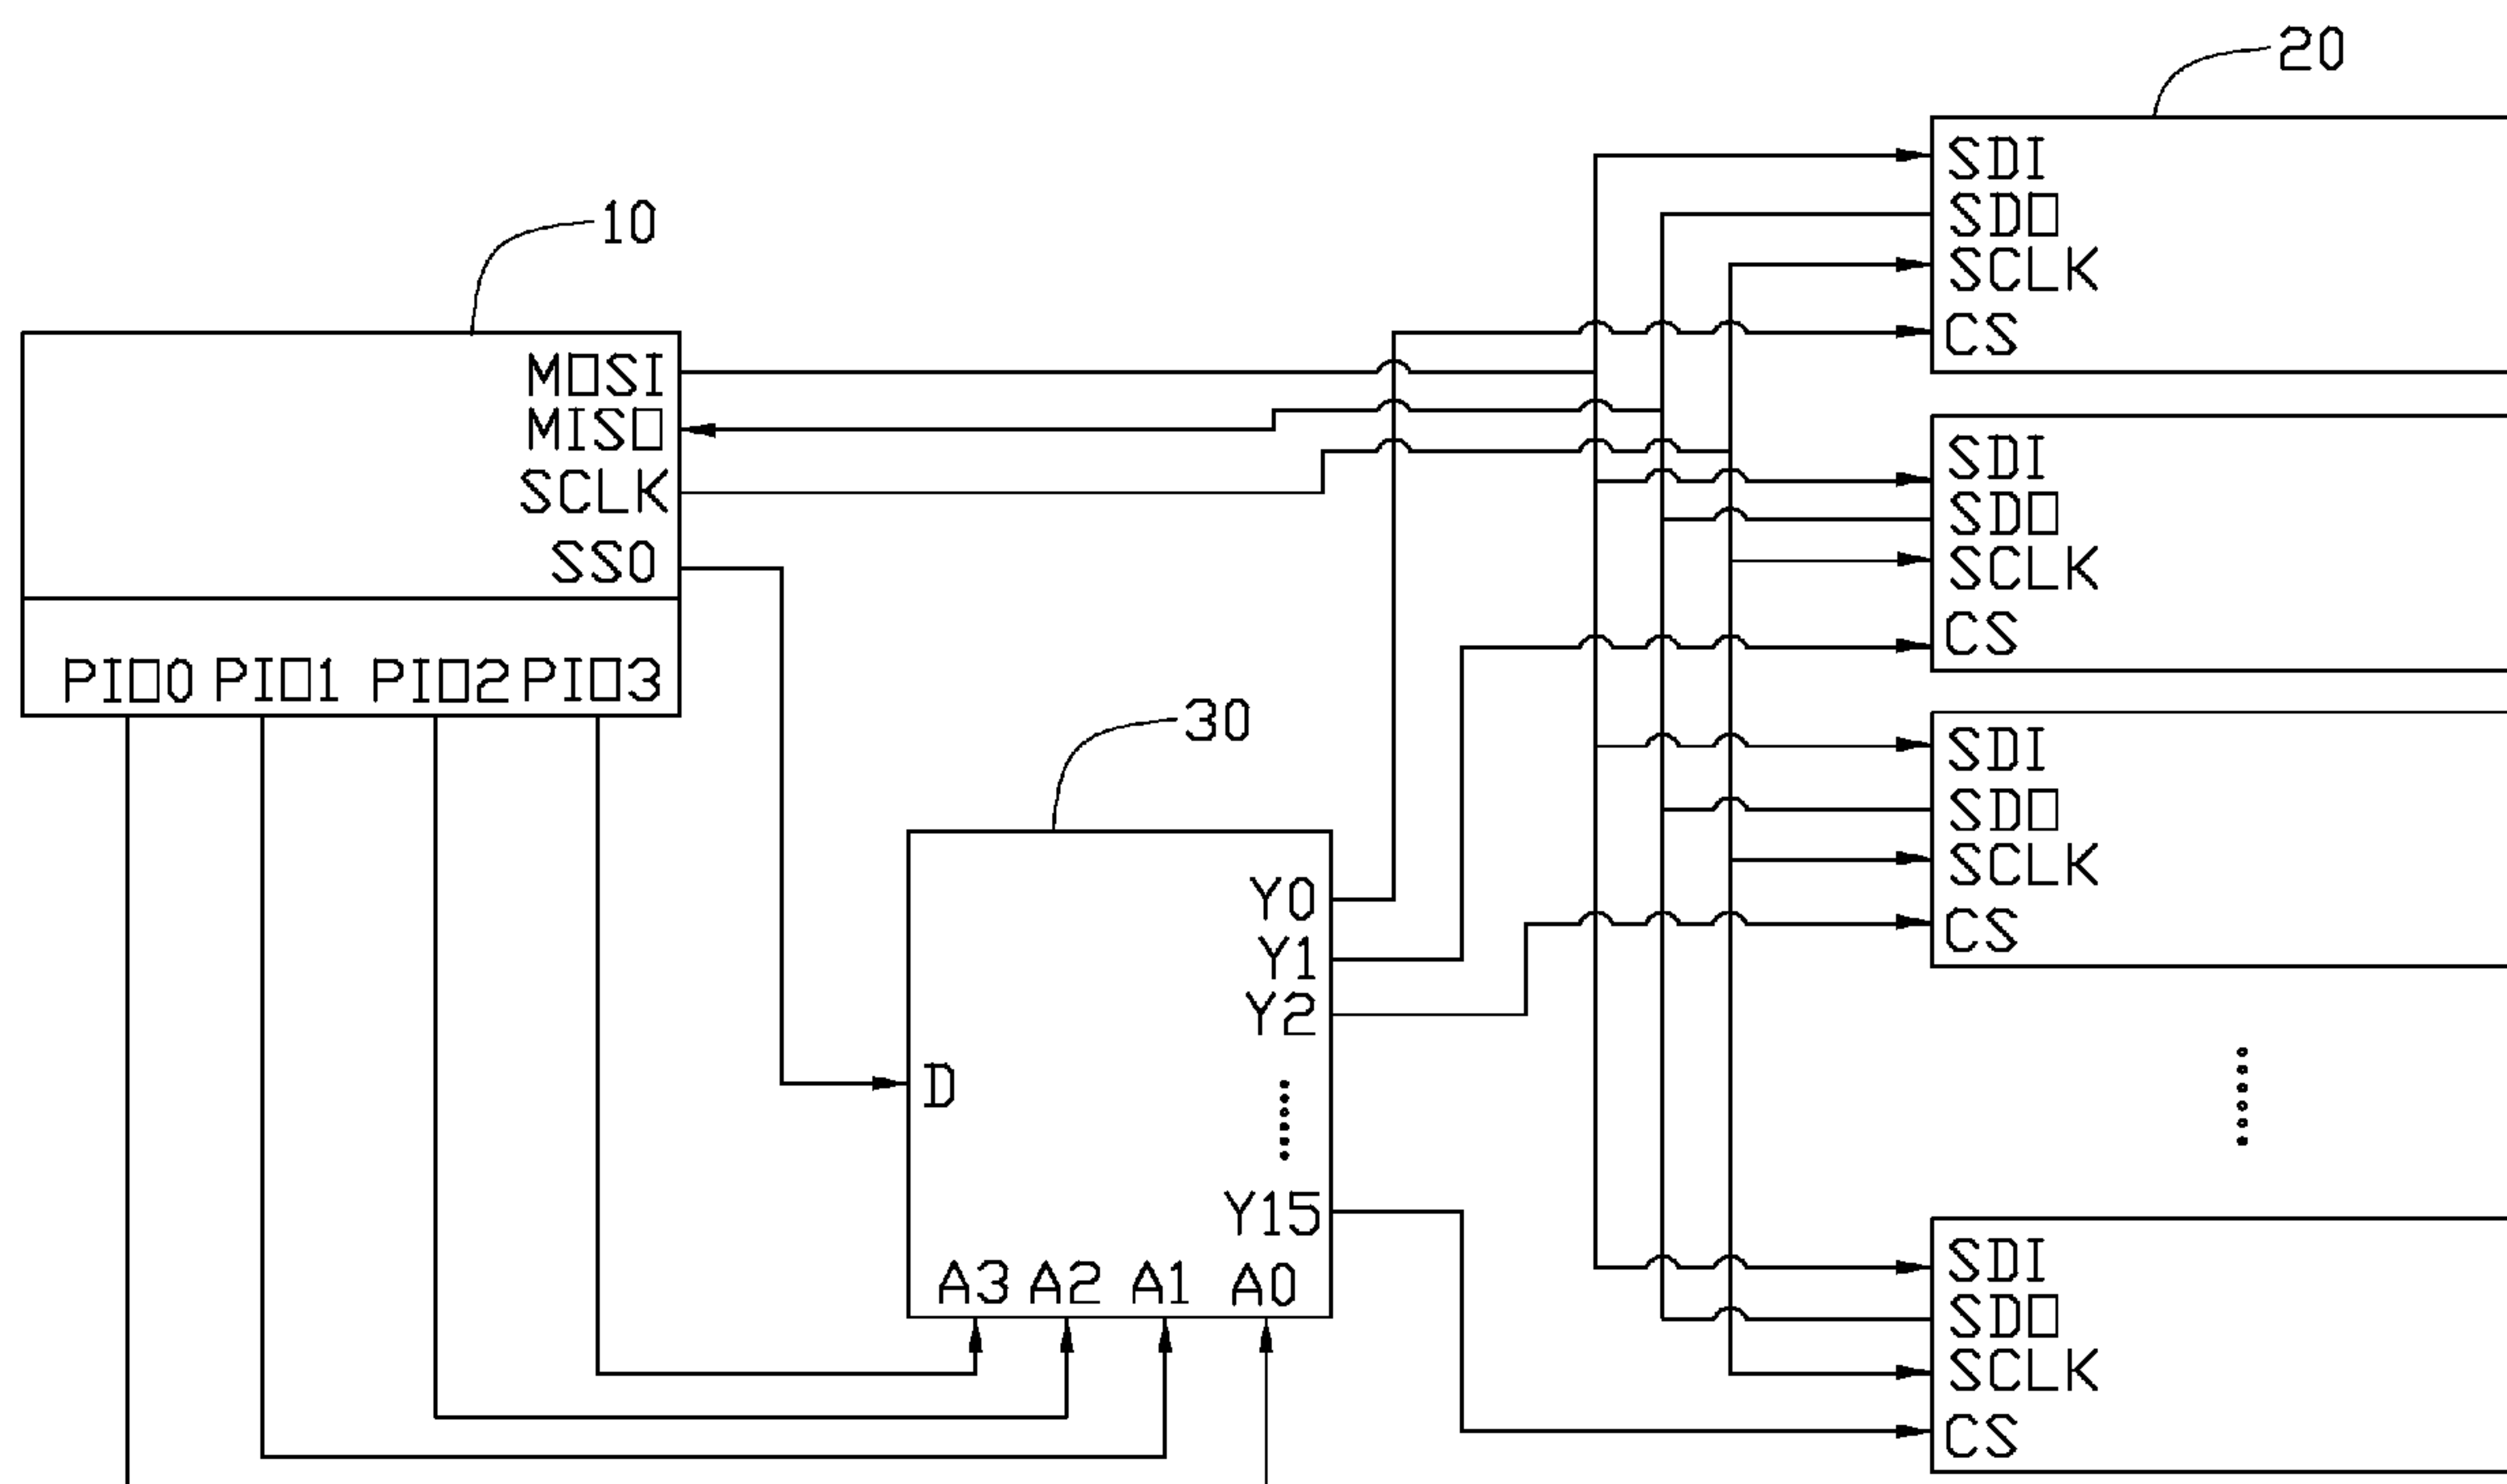 20
10
SDI
SDO
SCLK
CS
MOSI
MISO
SCLK
SS0
PIO0 PIO1 PIO2 PIO3
SDI
SDO
SCLK
CS
30
SDI
SDO
SCLK
CS
Y0
Y1
Y2
D
Y15
A3 A2 A1 A0
SDI
SDO
SCLK
CS